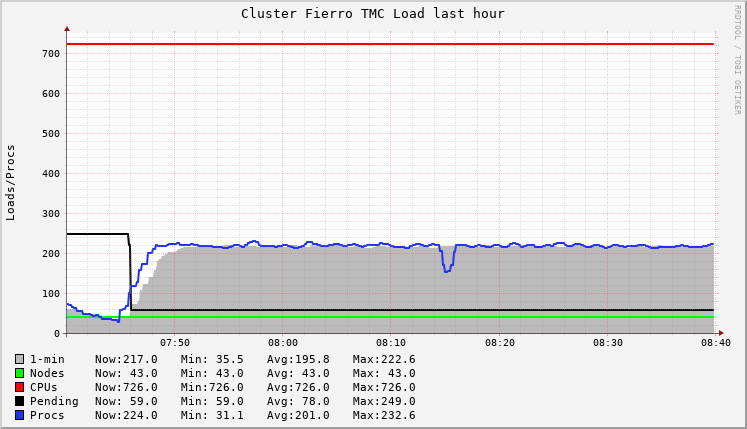 Cluster Fierro TMC Load last hour
RRDTOOL / TOBI OETIKER
Loads/Procs
700
600
500
400
300
200
100
0
07:50 08:00 08:10 08:20 08:30 08:40
1-min Now:217.0 Min: 35.5 Avg:195.8 Max:222.6
Nodes Now: 43.0 Min: 43.0 Avg: 43.0 Max: 43.0
CPUs Now:726.0 Min:726.0 Avg:726.0 Max:726.0
Pending Now: 59.0 Min: 59.0 Avg: 78.0 Max:249.0
Procs Now:224.0 Min: 31.1 Avg:201.0 Max:232.6